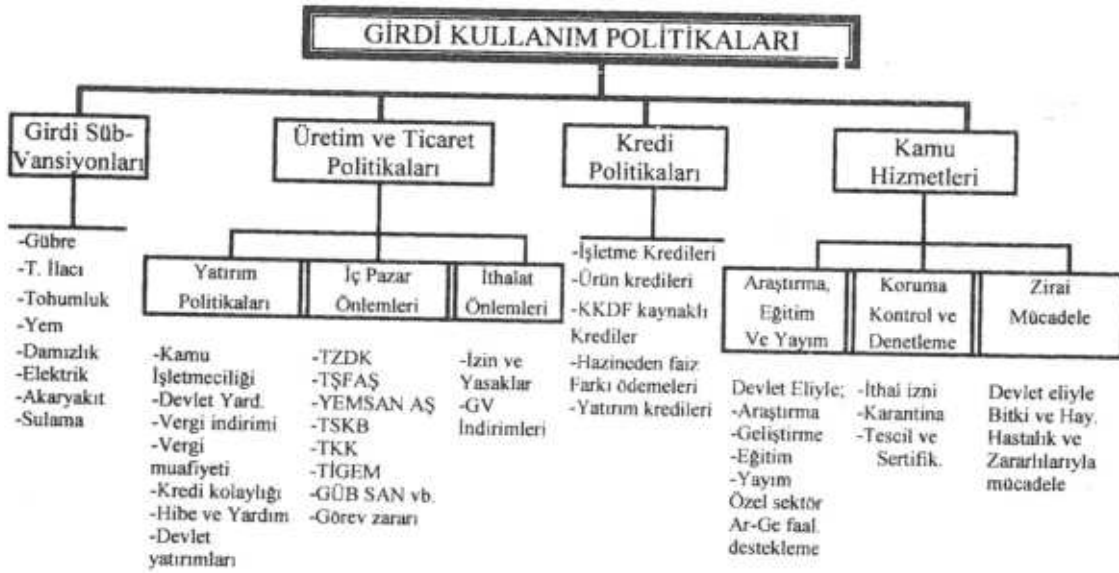 GİRDİ KULLANIM POLİTİKALARI
Girdi Süb-
Vansiyonları
-Gübre
-T. İlacı
-Tohumluk
-Yem
-Damızlık
-Elektrik
-Akaryakıt
-Sulama
Üretim ve Ticaret
Politikaları
Yatırım
Politikaları
-Kamu
İşletmeciliği
-Devlet Yard.
-Vergi indirimi
-Vergi
muafiyeti
-Kredi kolaylığı
-Hibe ve Yardım
-Devlet
yatırımları
İç Pazar
Önlemleri
-TZDK
-TŞFAŞ
-YEMSAN AŞ
-TSKB
-TKK
-TİGEM
-GÜB SAN vb.
-Görev zararı
İthalat
Önlemleri
-İzin ve
Yasaklar
-GV
İndirimleri
Kredi
Politikaları
-İşletme Kredileri
-Ürün kredileri
-KKDF kaynaklı
Krediler
-Hazineden faiz
Farkı ödemeleri
-Yatırım kredileri
Kamu
Hizmetleri
Araştırma,
Eğitim
Ve Yayım
Devlet Eliyle;
-Araştırma
-Geliştirme
-Eğitim
-Yayım
Özel sektör
Ar-Ge faal.
destekleme
Koruma
Kontrol ve
Denetleme
-İthal izni
-Karantina
-Tescil ve
Sertifik.
Zirai
Mücadele
Devlet eliyle
Bitki ve Hay.
Hastalık ve
Zararlılarıyla
mücadele